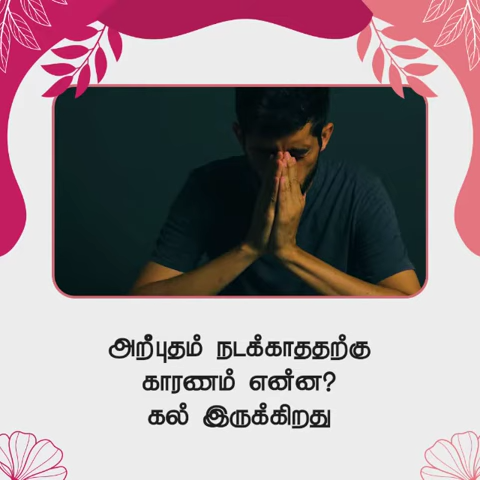 அற்புதம் நடக்காததற்கு
காரணம் என்ன?
கல் இருக்கிறது